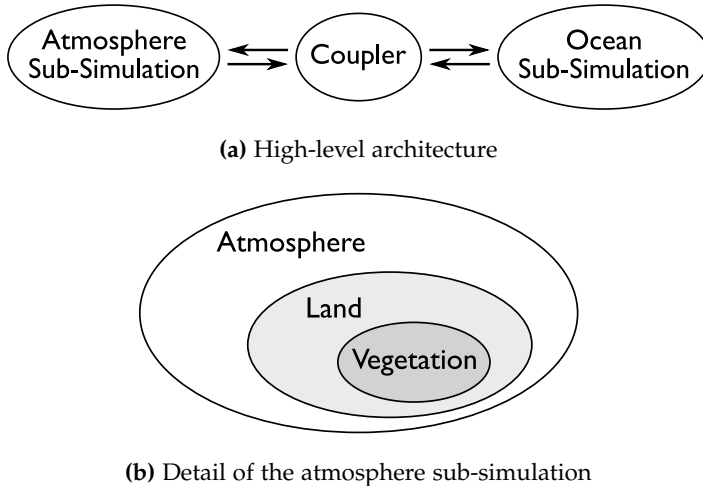 Atmosphere
Sub-Simulation
Coupler
Ocean
Sub-Simulation
(a) High-level architecture
Atmosphere
Land
Vegetation
(b) Detail of the atmosphere sub-simulation